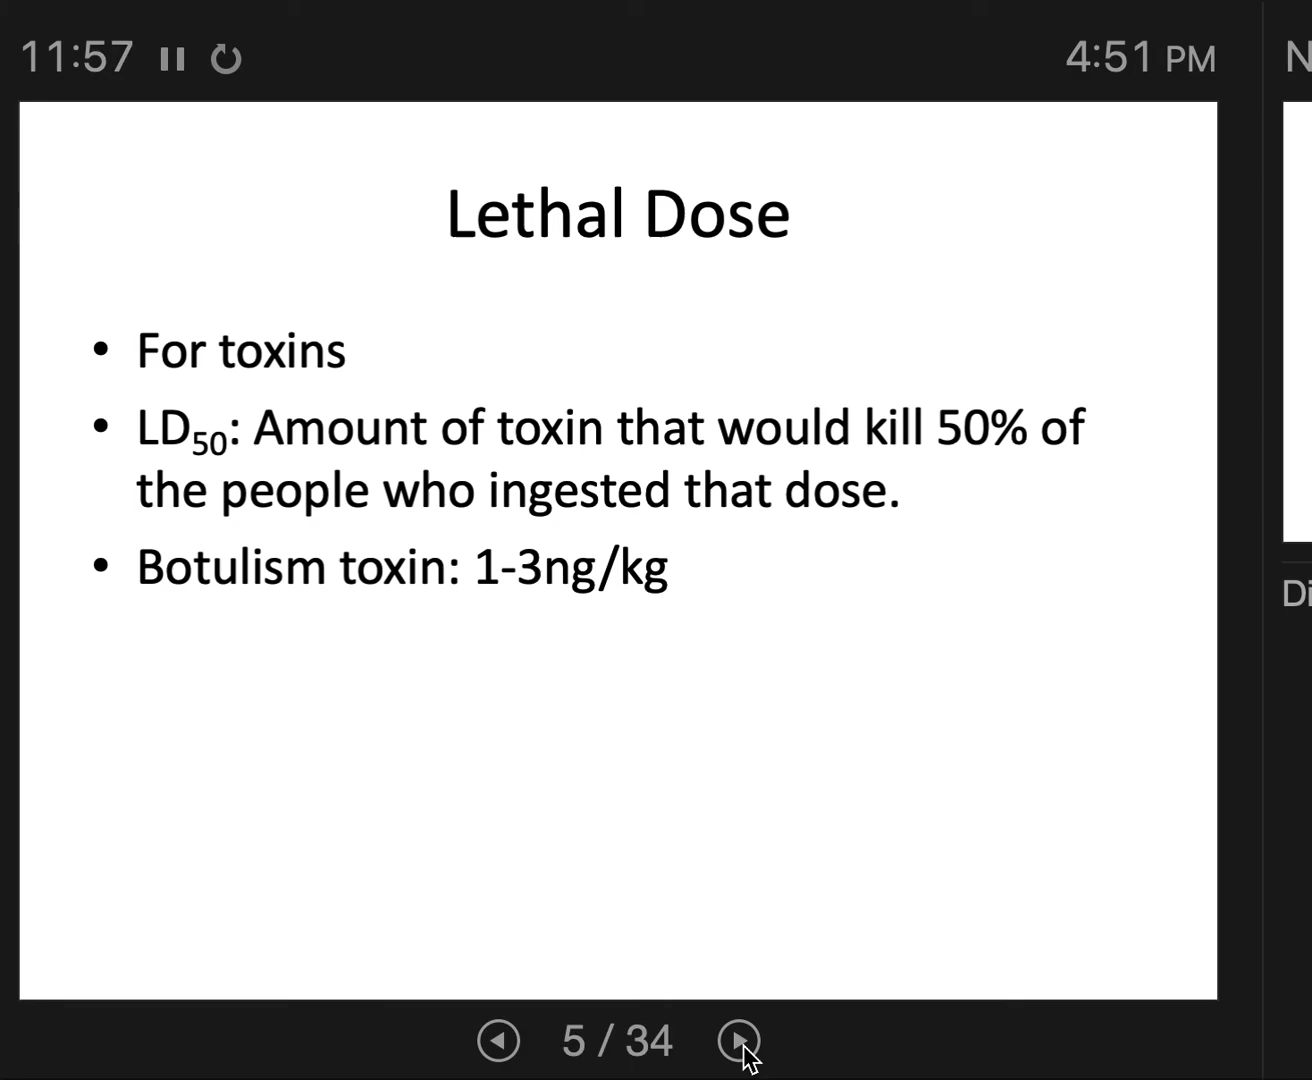 11:57
4:51 PM
Lethal Dose
• For toxins
• LD₅₀: Amount of toxin that would kill 50% of
the people who ingested that dose.
• Botulism toxin: 1-3ng/kg
5 / 34